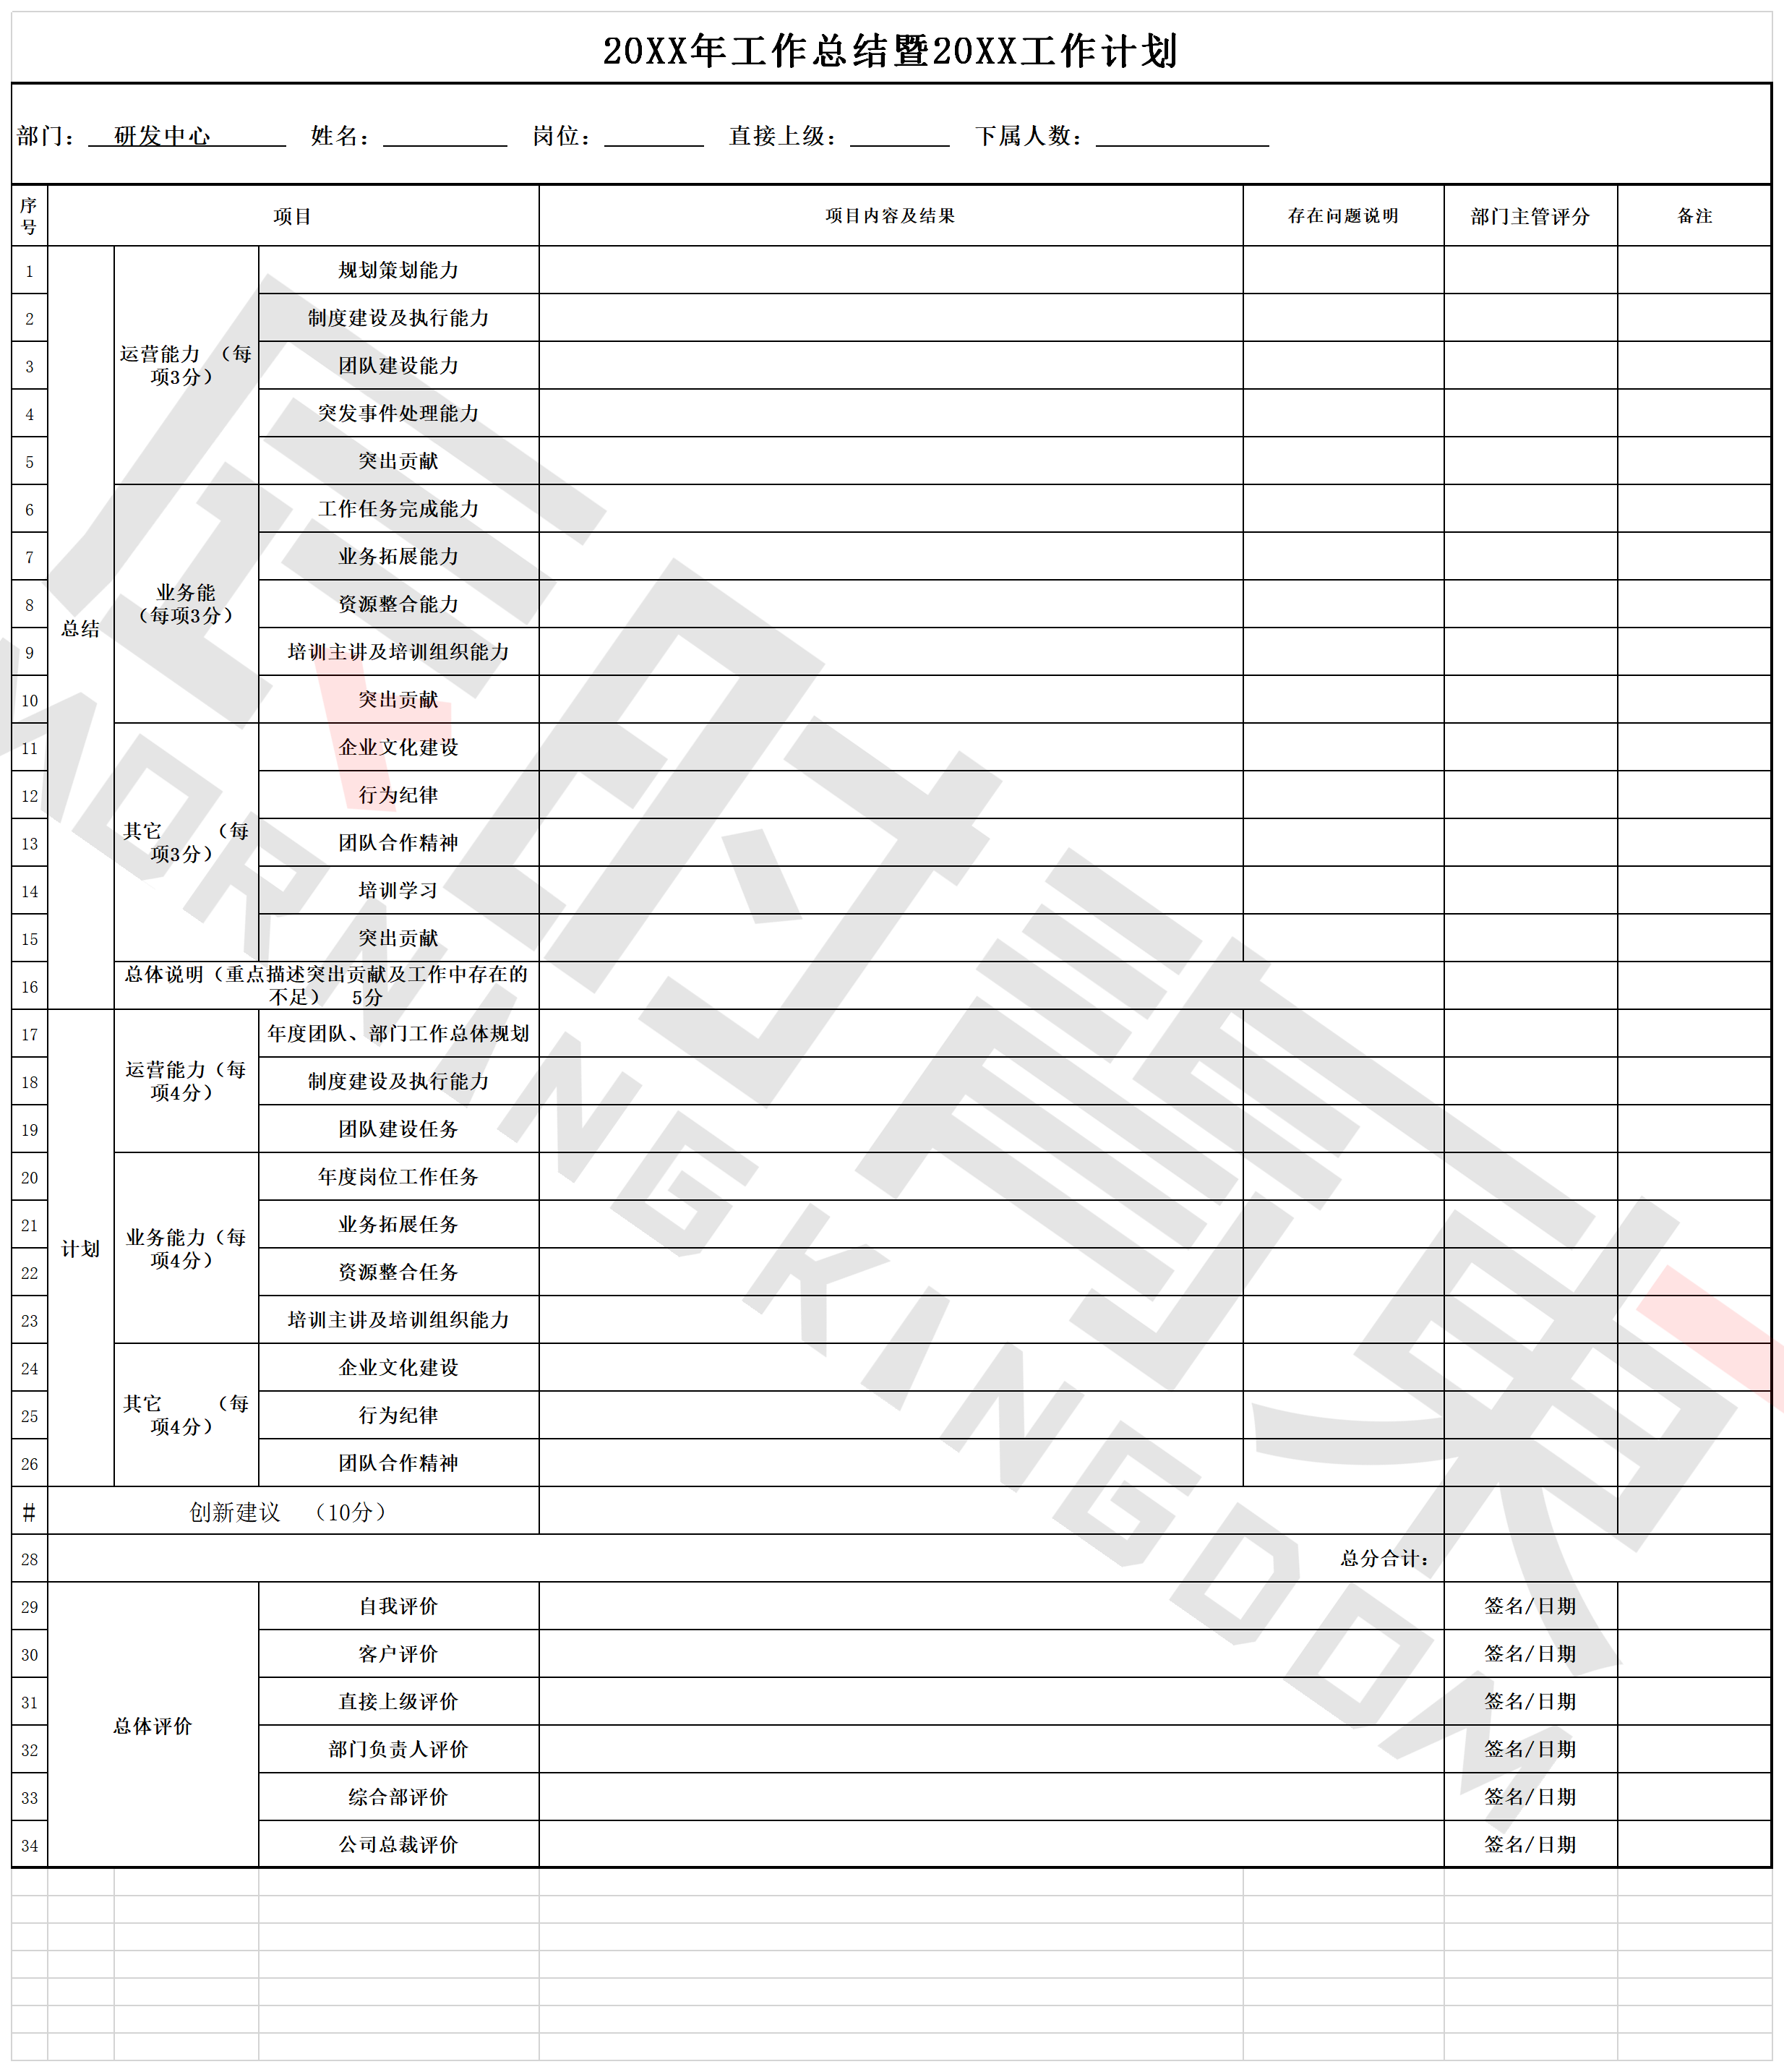 20XX年工作总结暨20XX工作计划
部门： 研发中心 姓名： 岗位： 直接上级： 下属人数：
序号 项目 项目内容及结果 存在问题说明 部门主管评分 备注
总结
运营能力 （每项3分）
1 规划策划能力
2 制度建设及执行能力
3 团队建设能力
4 突发事件处理能力
5 突出贡献
业务能
（每项3分）
6 工作任务完成能力
7 业务拓展能力
8 资源整合能力
9 培训主讲及培训组织能力
10 突出贡献
其它 （每项3分）
11 企业文化建设
12 行为纪律
13 团队合作精神
14 培训学习
15 突出贡献
16 总体说明（重点描述突出贡献及工作中存在的不足） 5分
计划
运营能力（每项4分）
17 年度团队、部门工作总体规划
18 制度建设及执行能力
19 团队建设任务
业务能力（每项4分）
20 年度岗位工作任务
21 业务拓展任务
22 资源整合任务
23 培训主讲及培训组织能力
其它 （每项4分）
24 企业文化建设
25 行为纪律
26 团队合作精神
# 创新建议 （10分）
28 总分合计：
总体评价
29 自我评价 签名/日期
30 客户评价 签名/日期
31 直接上级评价 签名/日期
32 部门负责人评价 签名/日期
33 综合部评价 签名/日期
34 公司总裁评价 签名/日期
MORNING KINGDOM